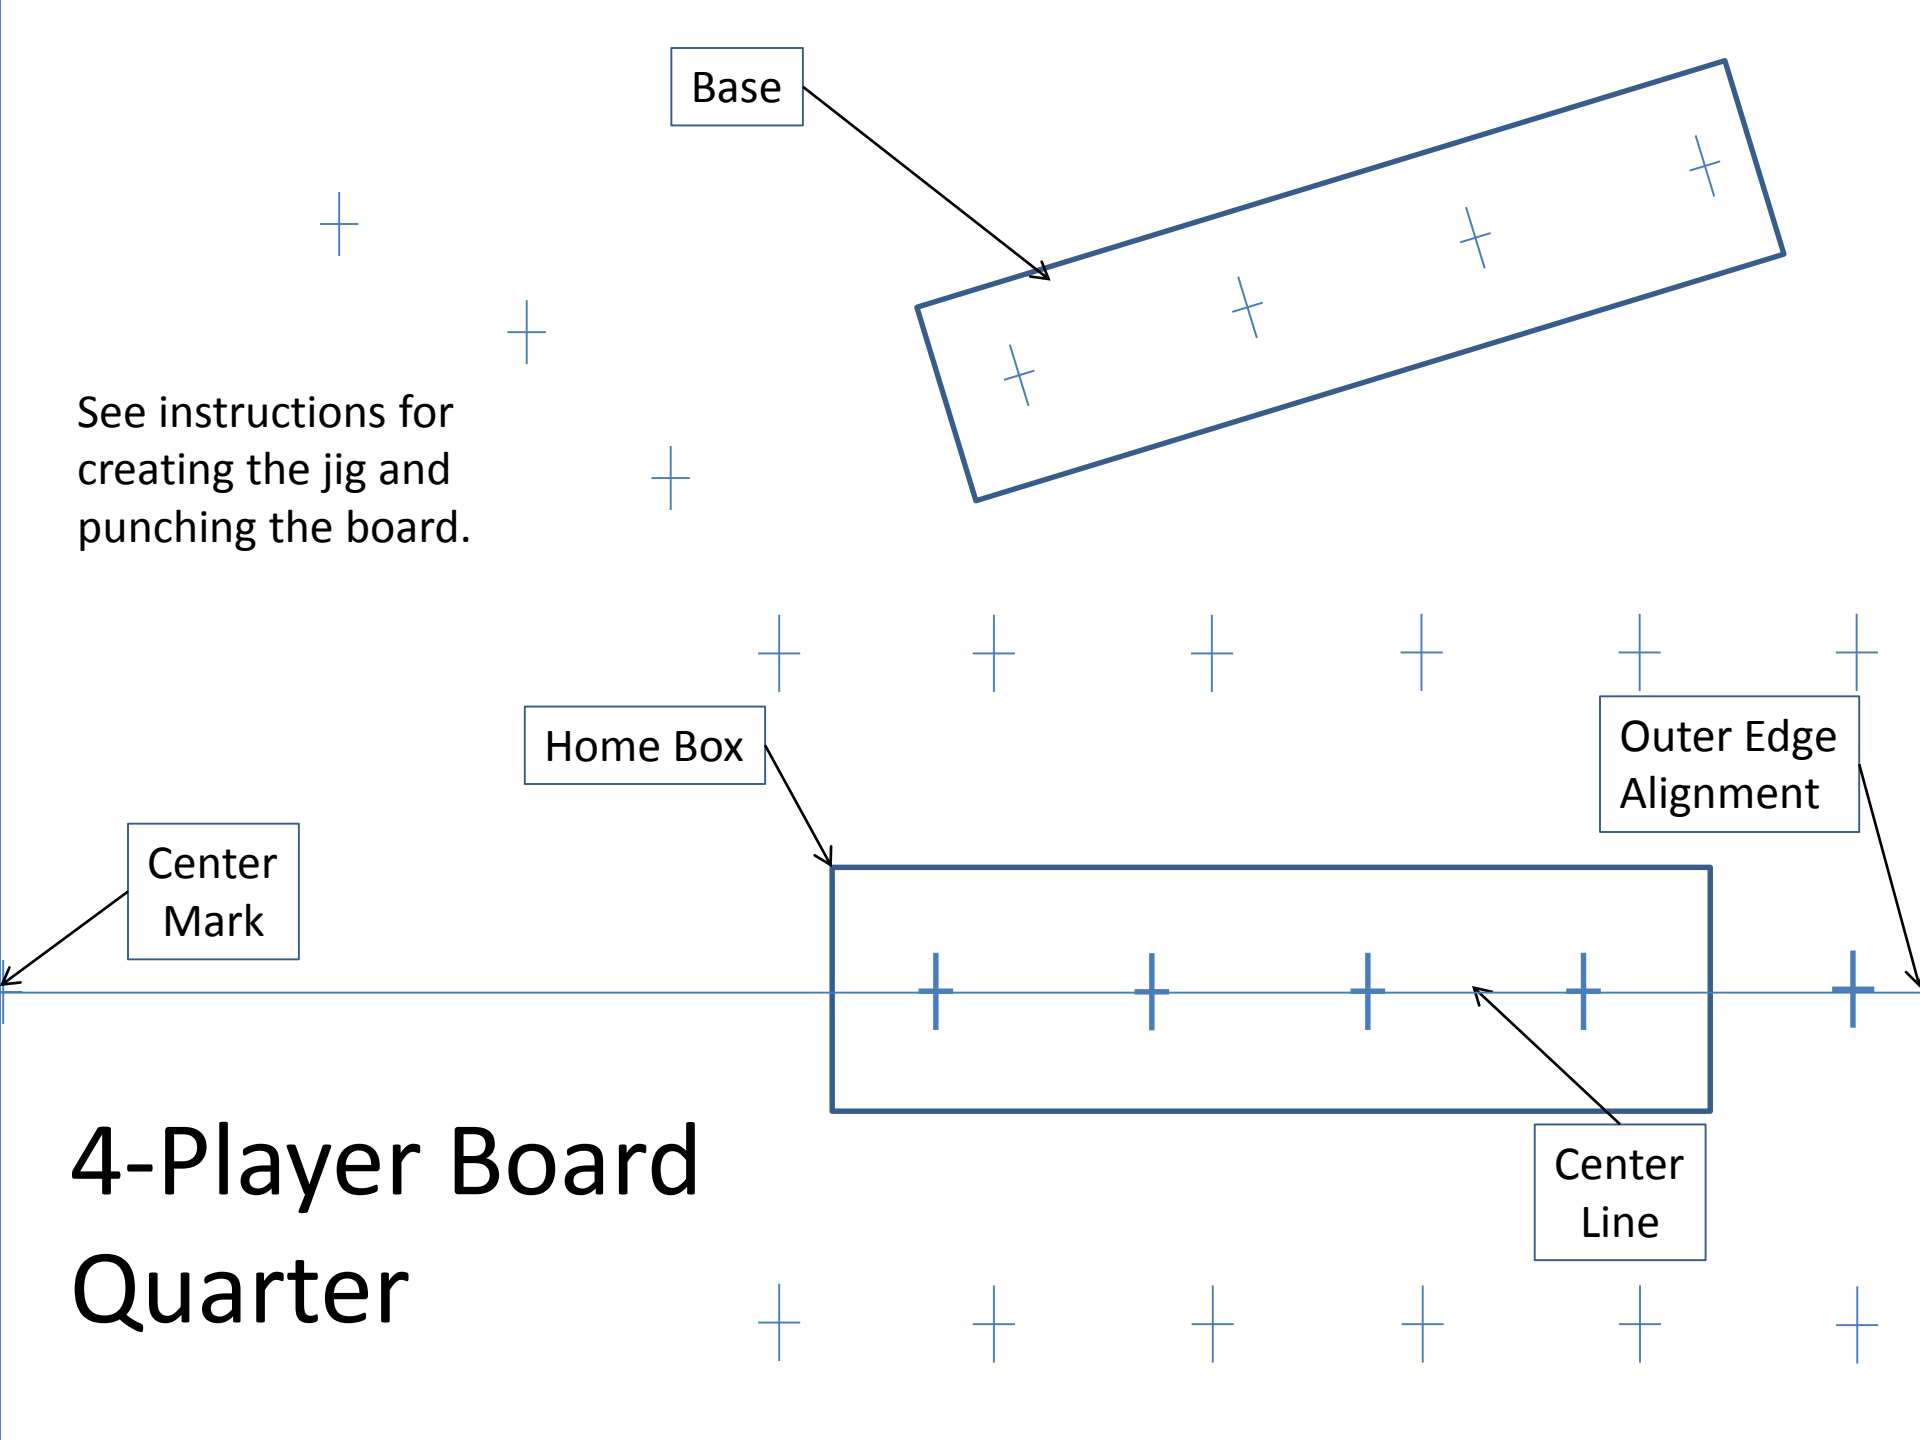 Base
See instructions for
creating the jig and
punching the board.
Home Box
Outer Edge
Alignment
Center
Mark
4-Player Board
Quarter
Center
Line